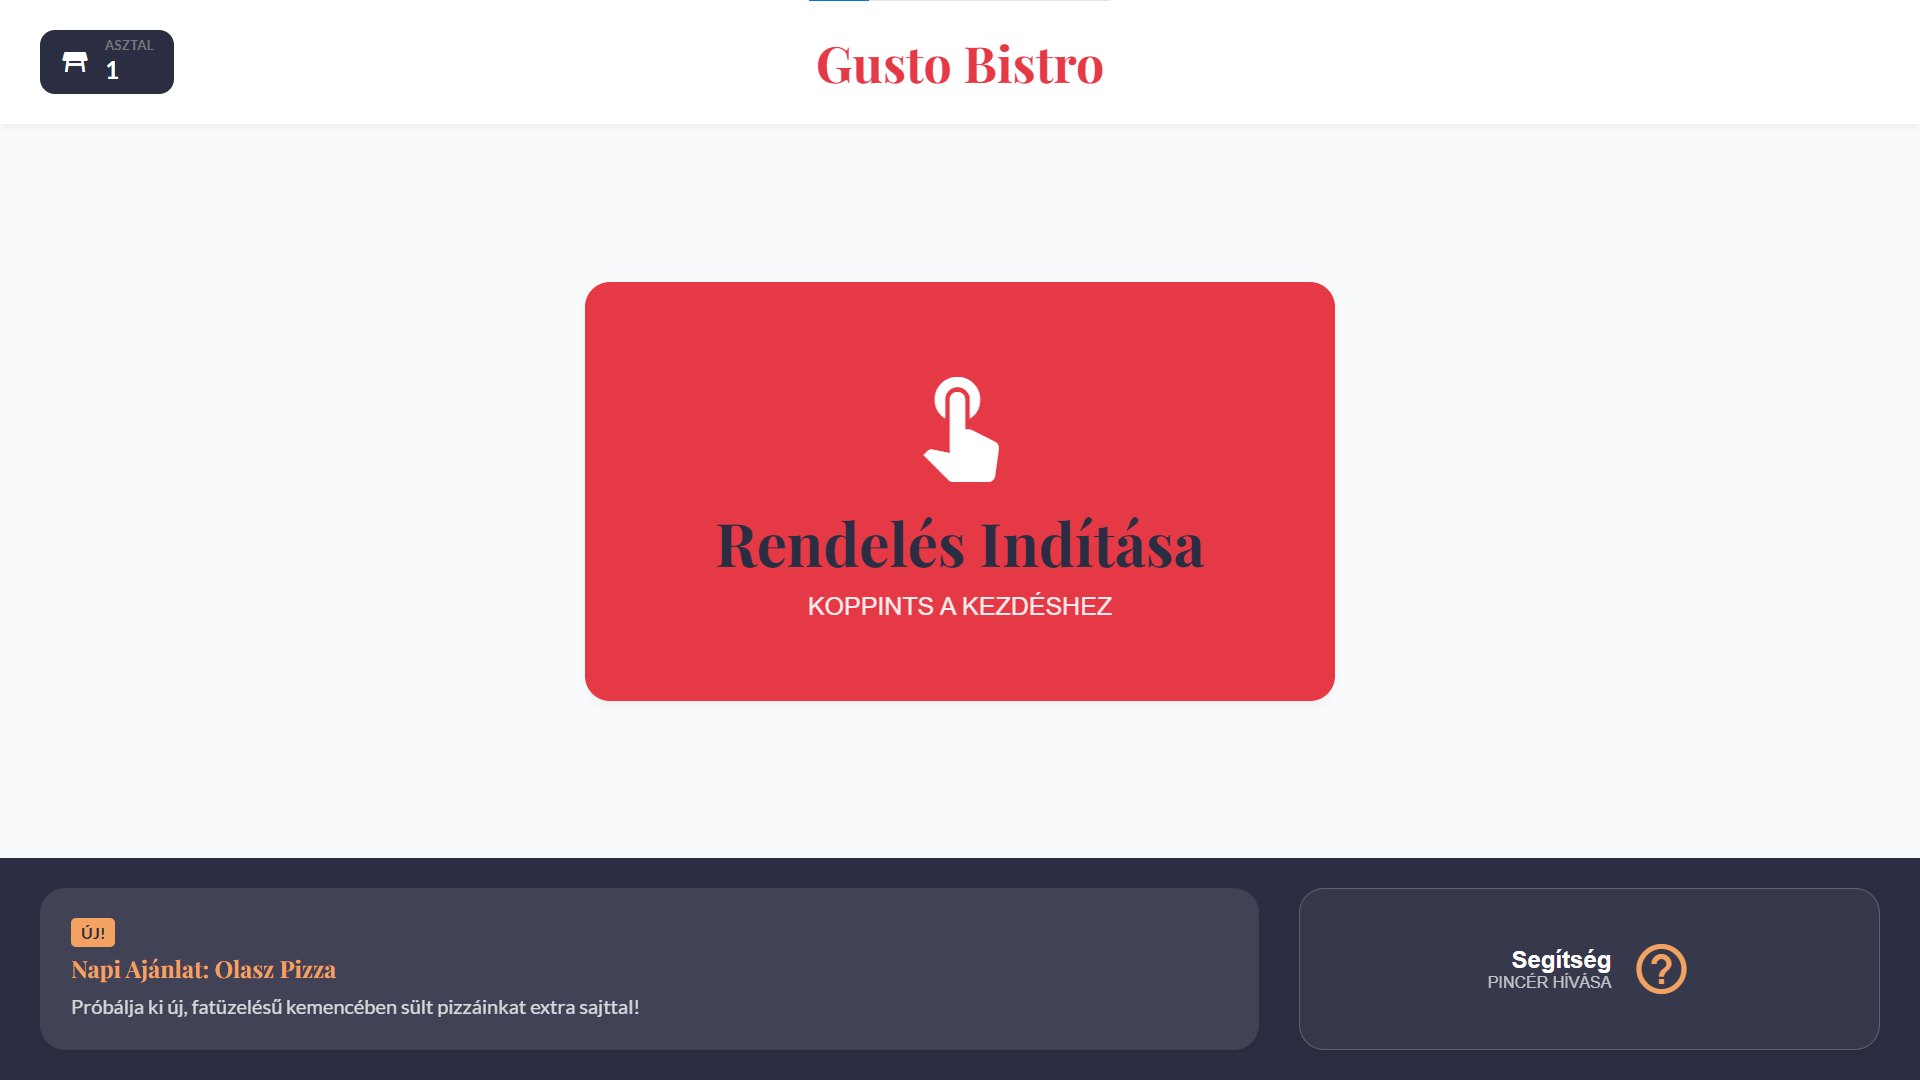 ASZTAL
1
Gusto Bistro
Rendelés Indítása
KOPPINTS A KEZDÉSHEZ
ÚJ!
Napi Ajánlat: Olasz Pizza
Próbálja ki új, fatüzelésű kemencében sült pizzáinkat extra sajttal!
Segítség
PINCÉR HÍVÁSA
?